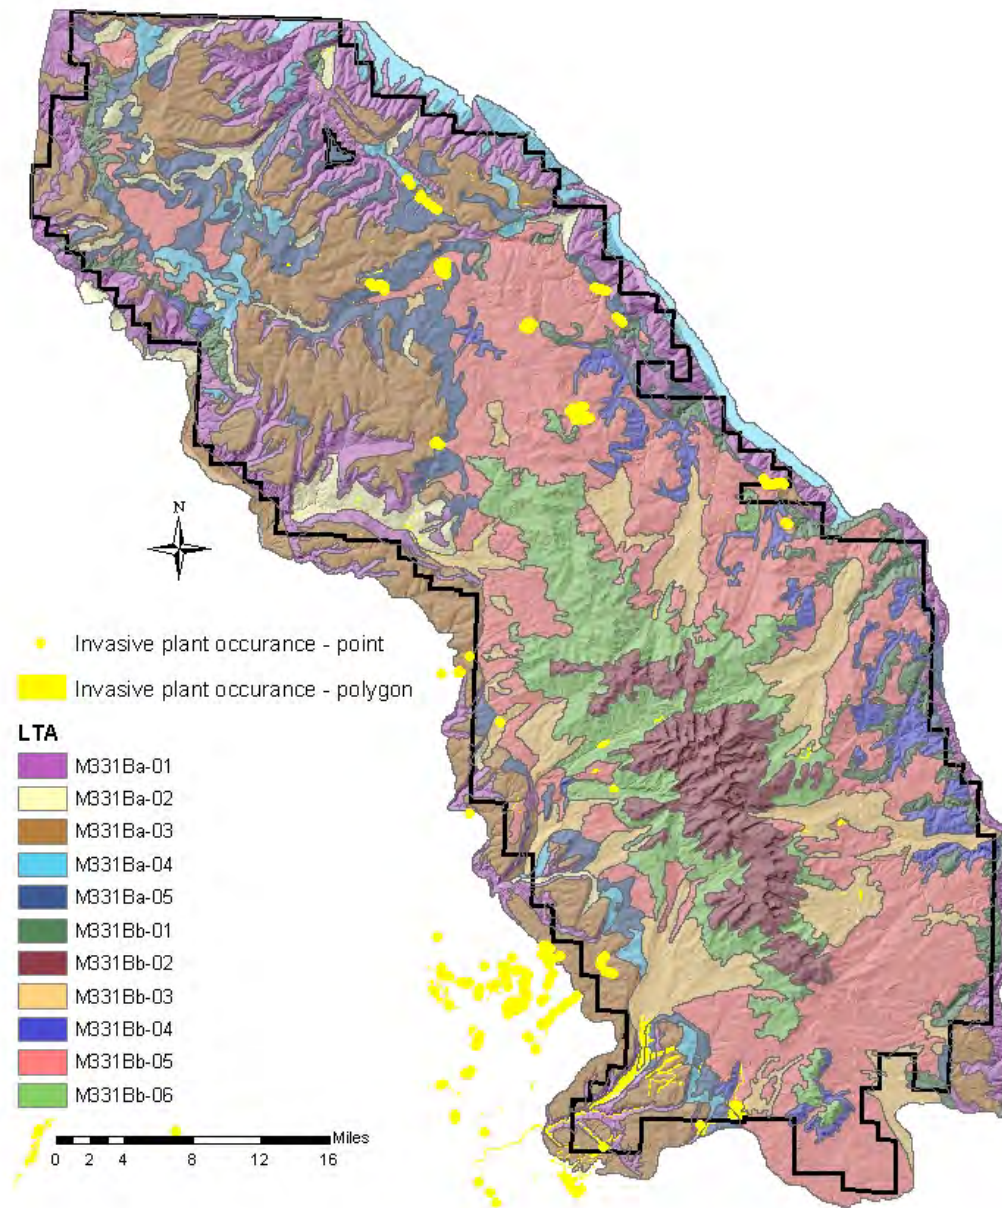 N
Invasive plant occurance - point
Invasive plant occurance - polygon
LTA
M331Ba-01
M331Ba-02
M331Ba-03
M331Ba-04
M331Ba-05
M331Bb-01
M331Bb-02
M331Bb-03
M331Bb-04
M331Bb-05
M331Bb-06
Miles
0 2 4 8 12 16